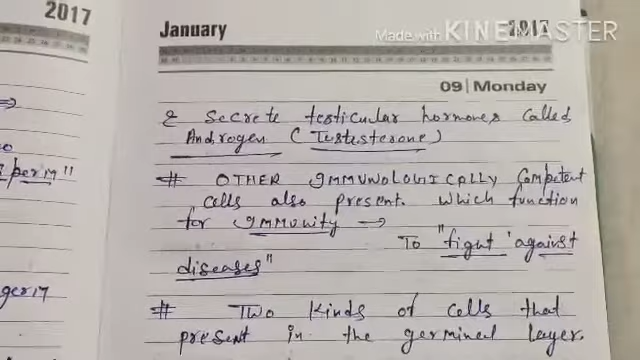 2017
January
2017
Made with KINEMASTER
09 | Monday
& Secrete testicular hormones called
Androgen (Testesterone)
# OTHER IMMUNOLOGICALLY Competent
cells also present. Which function
for IMMUNITY →
To "fight 'against
diseases"
# Two kinds of cells that
present in the germinal layer.